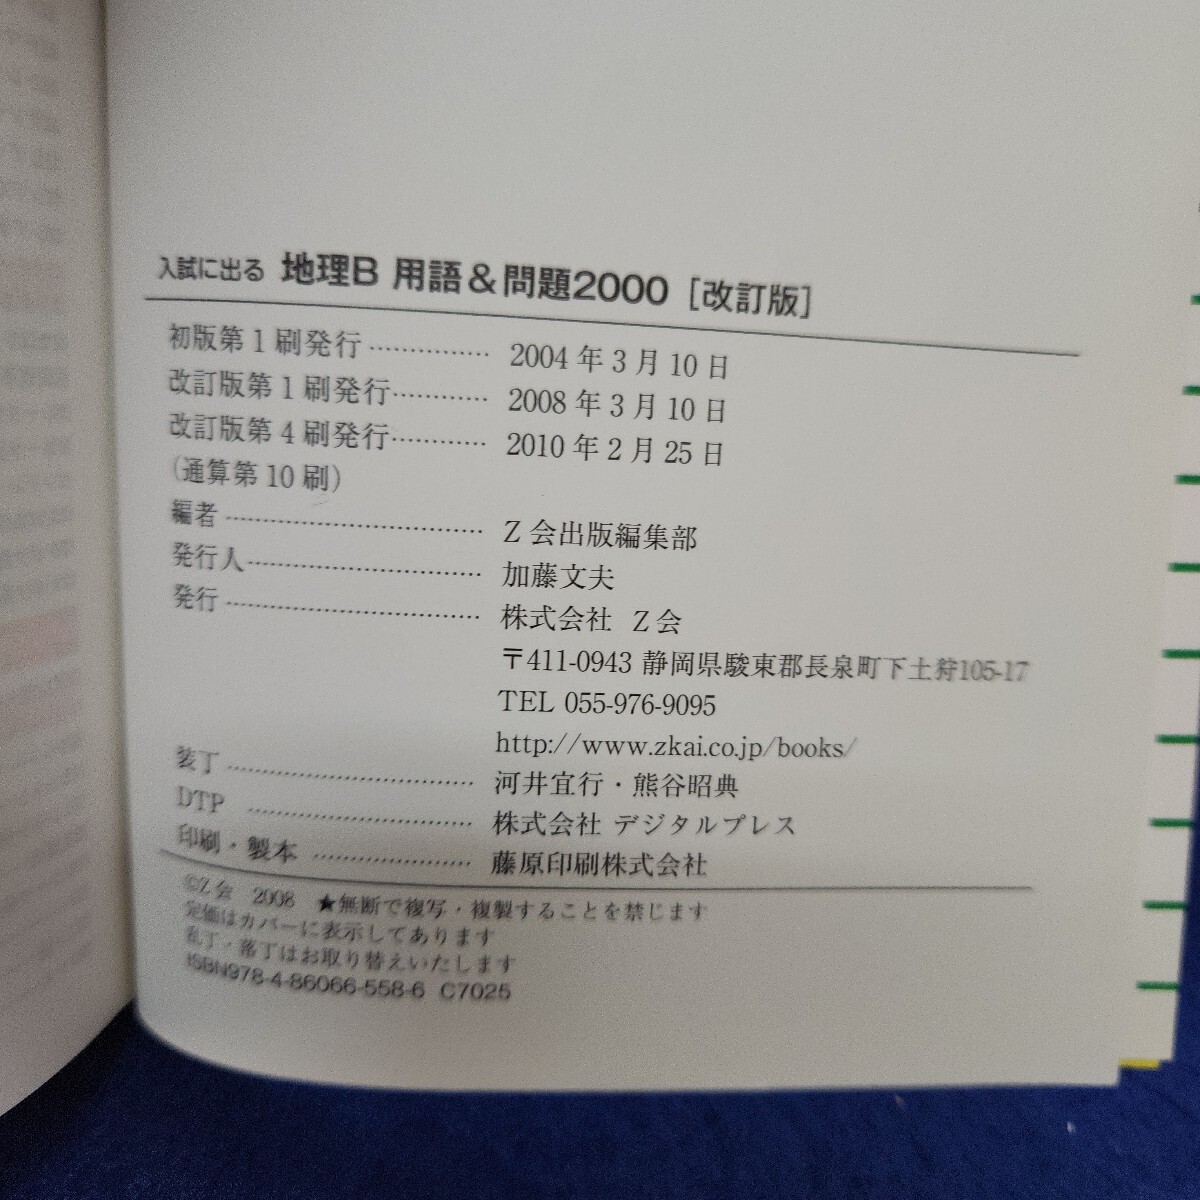 入試に出る 地理B 用語＆問題2000［改訂版］
初版第1刷発行 …………… 2004年3月10日
改訂版第1刷発行………… 2008年3月10日
改訂版第4刷発行………… 2010年2月25日
（通算第10刷）
編者 …………………………… Z会出版編集部
発行人………………………… 加藤文夫
発行 …………………………… 株式会社 Z会
〒411-0943 静岡県駿東郡長泉町下土狩105-17
TEL 055-976-9095
http://www.zkai.co.jp/books/
装丁 …………………………… 河井宜行・熊谷昭典
DTP ………………………… 株式会社 デジタルプレス
印刷・製本 ………………… 藤原印刷株式会社
©Z会 2008 ★無断で複写・複製することを禁じます
定価はカバーに表示してあります
乱丁・落丁はお取り替えいたします
ISBN978-4-86066-558-6 C7025